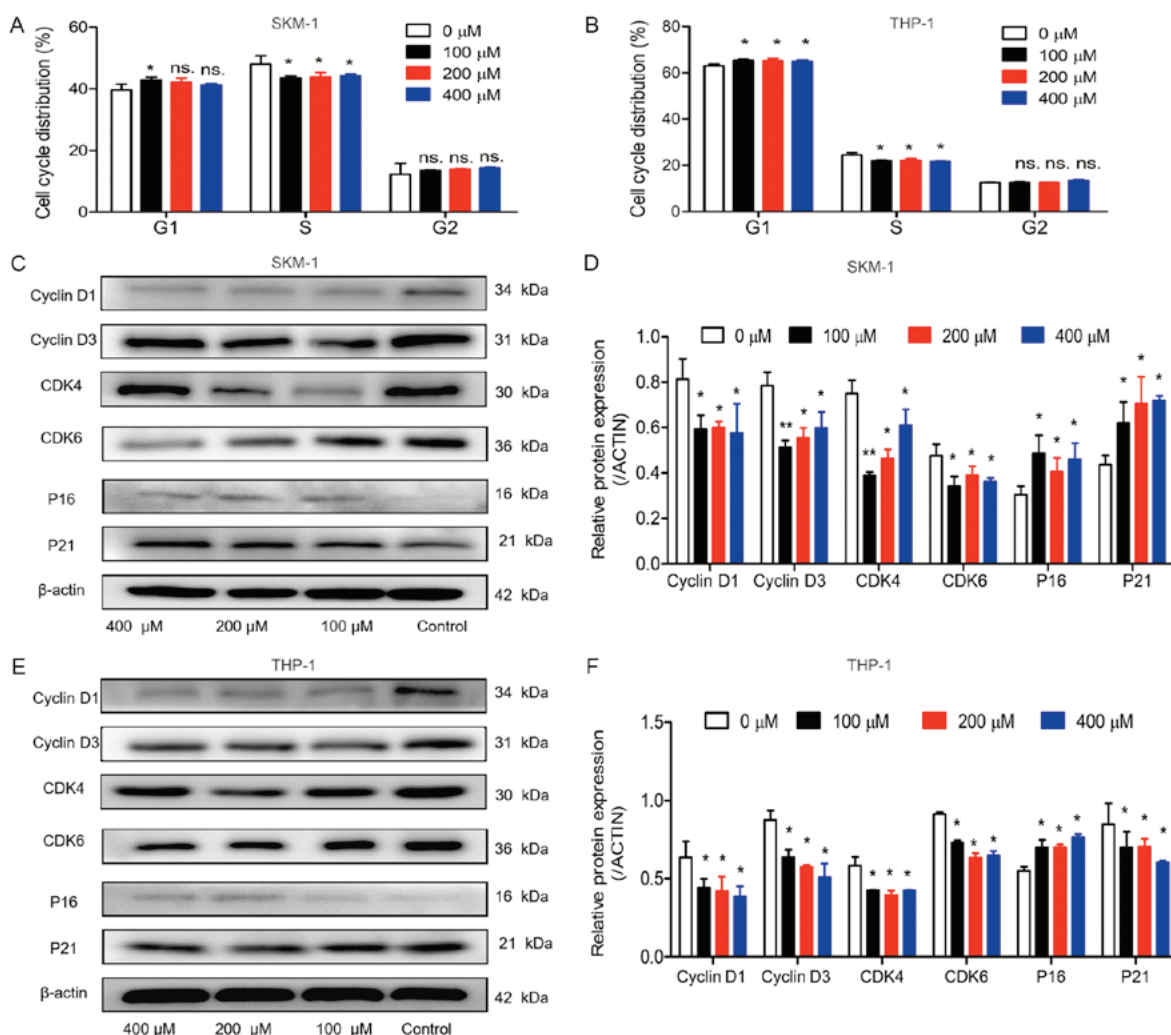 A
SKM-1
Cell cycle distribution (%)
60
40
20
0
0 μM
100 μM
200 μM
400 μM
* ns. ns.
* * *
ns. ns. ns.
G1 S G2
B
THP-1
Cell cycle distribution (%)
80
60
40
20
0
0 μM
100 μM
200 μM
400 μM
* * *
* * *
ns. ns. ns.
G1 S G2
C
SKM-1
Cyclin D1 34 kDa
Cyclin D3 31 kDa
CDK4 30 kDa
CDK6 36 kDa
P16 16 kDa
P21 21 kDa
β-actin 42 kDa
400 μM 200 μM 100 μM Control
D
SKM-1
Relative protein expression
(/ACTIN)
1.0
0.8
0.6
0.4
0.2
0.0
0 μM 100 μM 200 μM 400 μM
* * *
** * *
** * *
* * *
* * *
* * *
Cyclin D1 Cyclin D3 CDK4 CDK6 P16 P21
E
THP-1
Cyclin D1 34 kDa
Cyclin D3 31 kDa
CDK4 30 kDa
CDK6 36 kDa
P16 16 kDa
P21 21 kDa
β-actin 42 kDa
400 μM 200 μM 100 μM Control
F
THP-1
Relative protein expression
(/ACTIN)
1.5
1.0
0.5
0.0
0 μM 100 μM 200 μM 400 μM
* * *
* * *
* * *
* * *
* * *
* * *
Cyclin D1 Cyclin D3 CDK4 CDK6 P16 P21